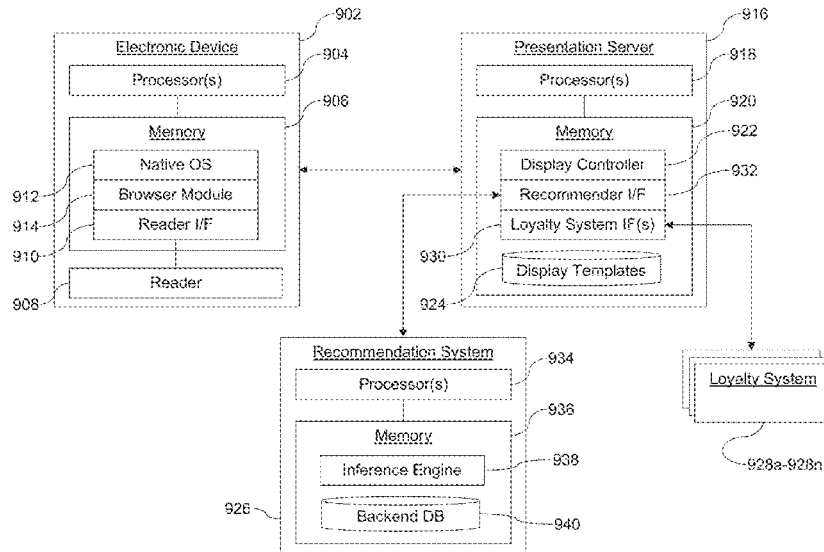 902
Electronic Device
904
Processor(s)
906
Memory
Native OS
912
Browser Module
914
Reader I/F
910
Reader
908
916
Presentation Server
918
Processor(s)
920
Memory
922
Display Controller
932
Recommender I/F
Loyalty System IF(s)
930
Display Templates
924
Recommendation System
934
Processor(s)
936
Memory
Inference Engine
938
926
Backend DB
940
Loyalty System
928a-928n